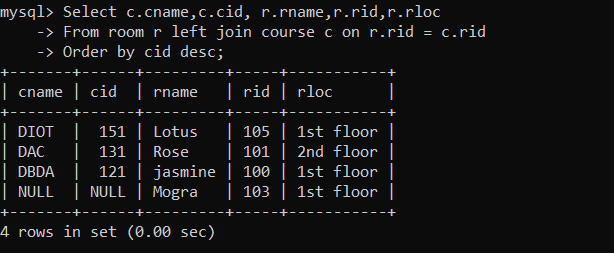 mysql> Select c.cname,c.cid, r.rname,r.rid,r.rloc
    -> From room r left join course c on r.rid = c.rid
    -> Order by cid desc;
+-------+------+---------+-----+-----------+
| cname | cid  | rname   | rid | rloc      |
+-------+------+---------+-----+-----------+
| DIOT  |  151 | Lotus   | 105 | 1st floor |
| DAC   |  131 | Rose    | 101 | 2nd floor |
| DBDA  |  121 | jasmine | 100 | 1st floor |
| NULL  | NULL | Mogra   | 103 | 1st floor |
+-------+------+---------+-----+-----------+
4 rows in set (0.00 sec)